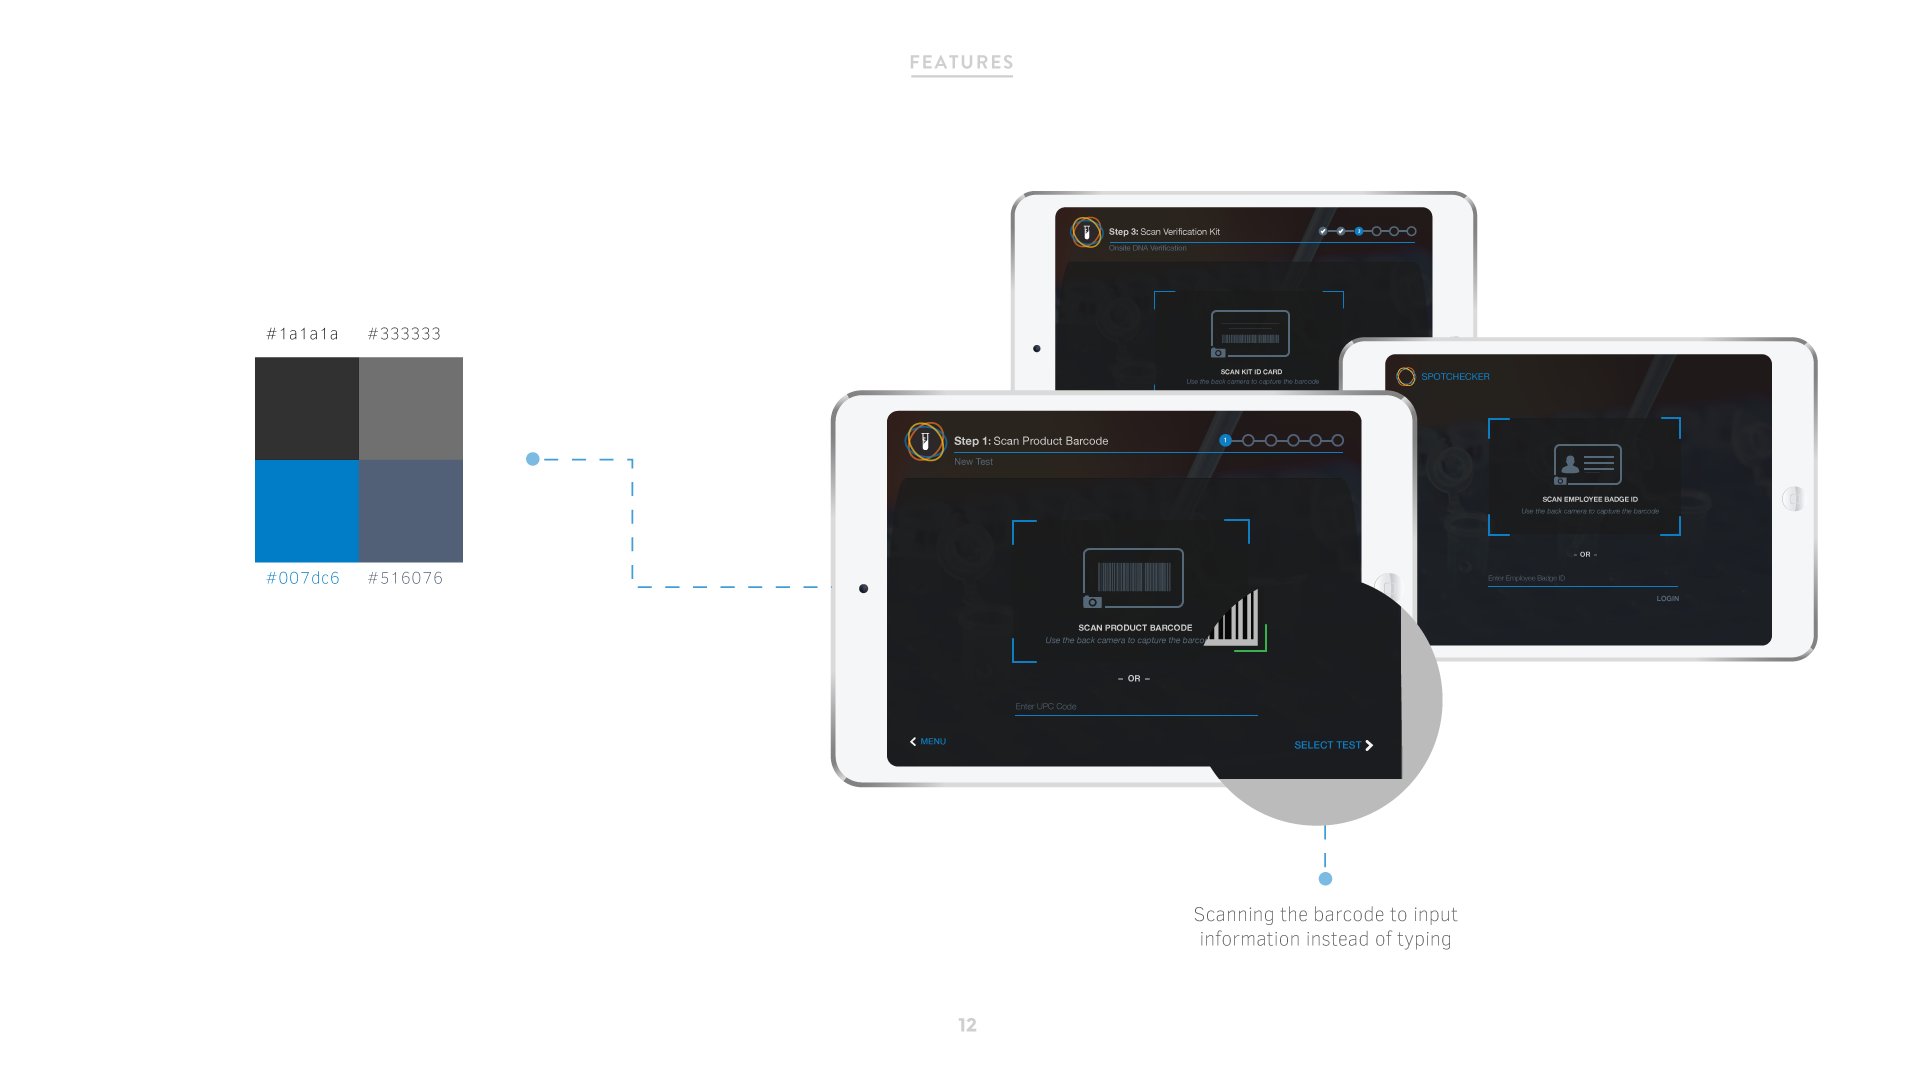 FEATURES
Step 3: Scan Verification Kit
3
Onsite DNA Verification
#1a1a1a #333333
SCAN KIT ID CARD
Use the back camera to capture the barcode
SPOTCHECKER
SCAN EMPLOYEE BADGE ID
Use the back camera to capture the barcode
– OR –
Enter Employee Badge ID
LOGIN
Step 1: Scan Product Barcode
1
New Test
#007dc6 #516076
SCAN PRODUCT BARCODE
Use the back camera to capture the barco
– OR –
Enter UPC Code
MENU
SELECT TEST
Scanning the barcode to input
information instead of typing
12